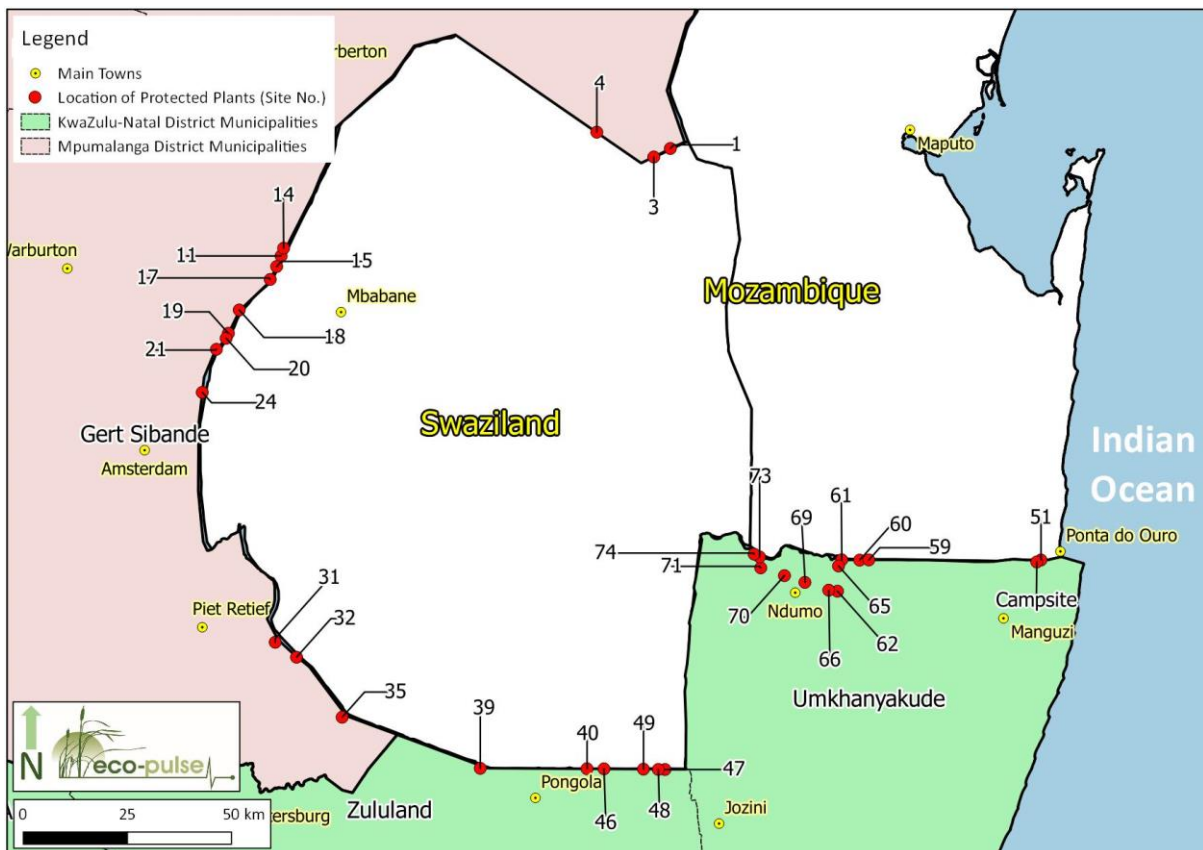 Legend
Main Towns
Location of Protected Plants (Site No.)
KwaZulu-Natal District Municipalities
Mpumalanga District Municipalities
rberton
4
1
3
Maputo
14
11
15
17
Warburton
Mbabane
Mozambique
19
18
20
21
24
Swaziland
Gert Sibande
Amsterdam
Indian
Ocean
73
61
60
69
59
51
Ponta do Ouro
74
71
70
Ndumo
65
Campsite
Manguzi
66
62
Umkhanyakude
31
Piet Retief
32
35
39
40
49
47
Pongola
46
48
Jozini
Zululand
tersburg
N
eco-pulse
0
25
50 km